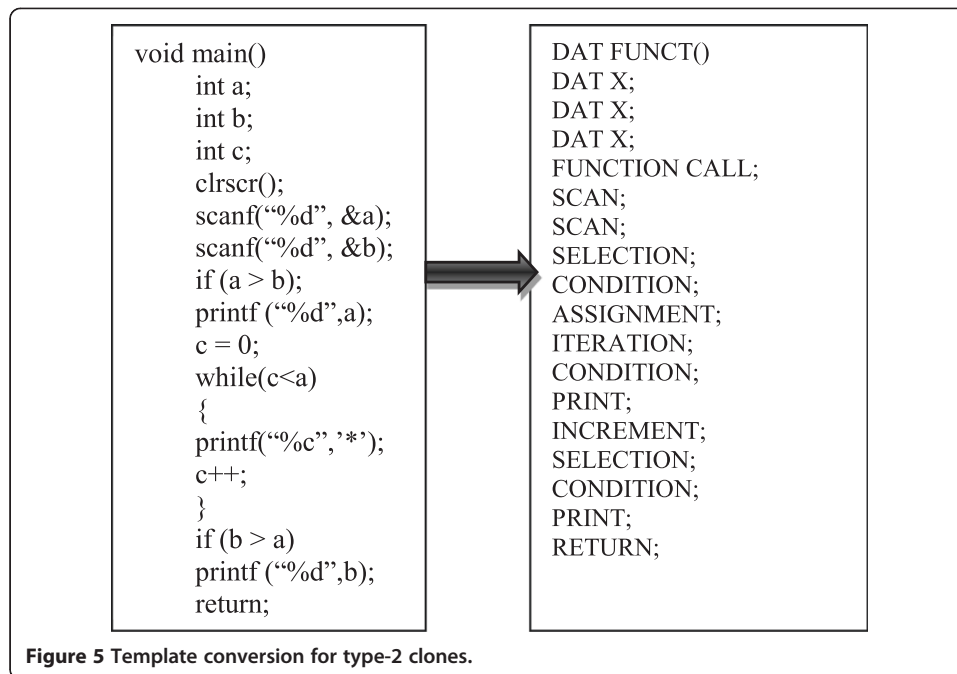 void main()
int a;
int b;
int c;
clrscr();
scanf(“%d”, &a);
scanf(“%d”, &b);
if (a > b);
printf (“%d”,a);
c = 0;
while(c<a)
{
printf(“%c”,’*’);
c++;
}
if (b > a)
printf (“%d”,b);
return;
DAT FUNCT()
DAT X;
DAT X;
DAT X;
FUNCTION CALL;
SCAN;
SCAN;
SELECTION;
CONDITION;
ASSIGNMENT;
ITERATION;
CONDITION;
PRINT;
INCREMENT;
SELECTION;
CONDITION;
PRINT;
RETURN;
Figure 5 Template conversion for type-2 clones.